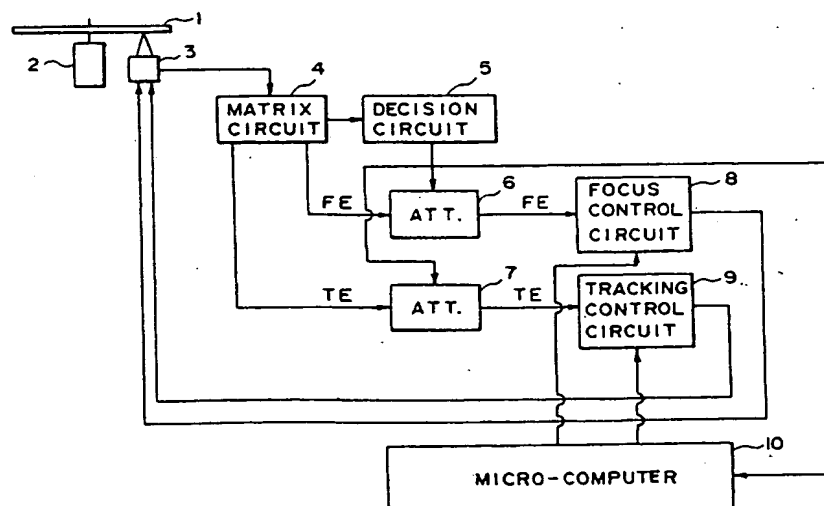 1
2
3
4
MATRIX
CIRCUIT
5
DECISION
CIRCUIT
6
FE
ATT.
FE
8
FOCUS
CONTROL
CIRCUIT
7
TE
ATT.
TE
9
TRACKING
CONTROL
CIRCUIT
10
MICRO-COMPUTER